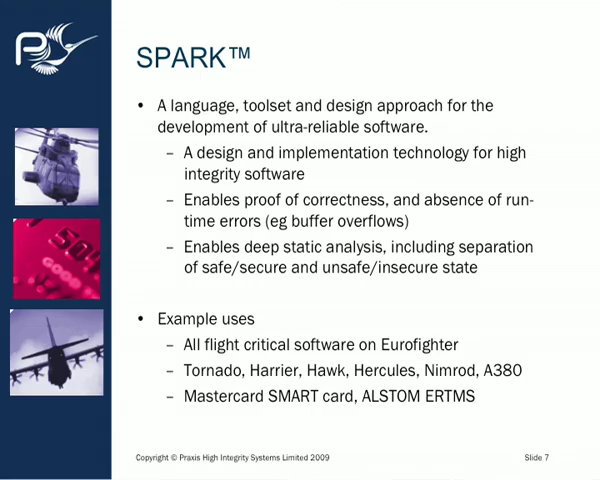 SPARK™
• A language, toolset and design approach for the
development of ultra-reliable software.
– A design and implementation technology for high
integrity software
– Enables proof of correctness, and absence of run-
time errors (eg buffer overflows)
– Enables deep static analysis, including separation
of safe/secure and unsafe/insecure state
• Example uses
– All flight critical software on Eurofighter
– Tornado, Harrier, Hawk, Hercules, Nimrod, A380
– Mastercard SMART card, ALSTOM ERTMS
Copyright © Praxis High Integrity Systems Limited 2009
Slide 7